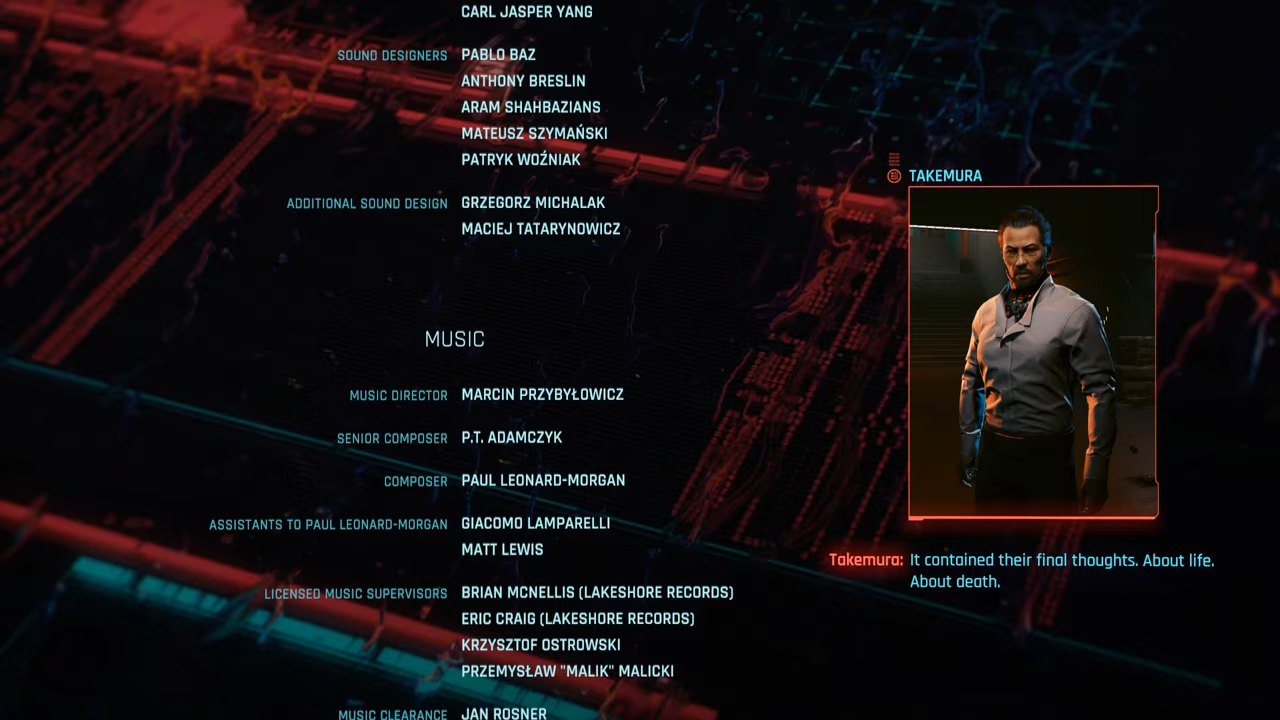 CARL JASPER YANG
SOUND DESIGNERS PABLO BAZ
ANTHONY BRESLIN
ARAM SHAHBAZIANS
MATEUSZ SZYMAŃSKI
PATRYK WOŹNIAK
ADDITIONAL SOUND DESIGN GRZEGORZ MICHALAK
MACIEJ TATARYNOWICZ
MUSIC
MUSIC DIRECTOR MARCIN PRZYBYŁOWICZ
SENIOR COMPOSER P.T. ADAMCZYK
COMPOSER PAUL LEONARD-MORGAN
ASSISTANTS TO PAUL LEONARD-MORGAN GIACOMO LAMPARELLI
MATT LEWIS
LICENSED MUSIC SUPERVISORS BRIAN MCNELLIS (LAKESHORE RECORDS)
ERIC CRAIG (LAKESHORE RECORDS)
KRZYSZTOF OSTROWSKI
PRZEMYSŁAW "MALIK" MALICKI
MUSIC CLEARANCE JAN ROSNER
TAKEMURA
Takemura: It contained their final thoughts. About life.
About death.